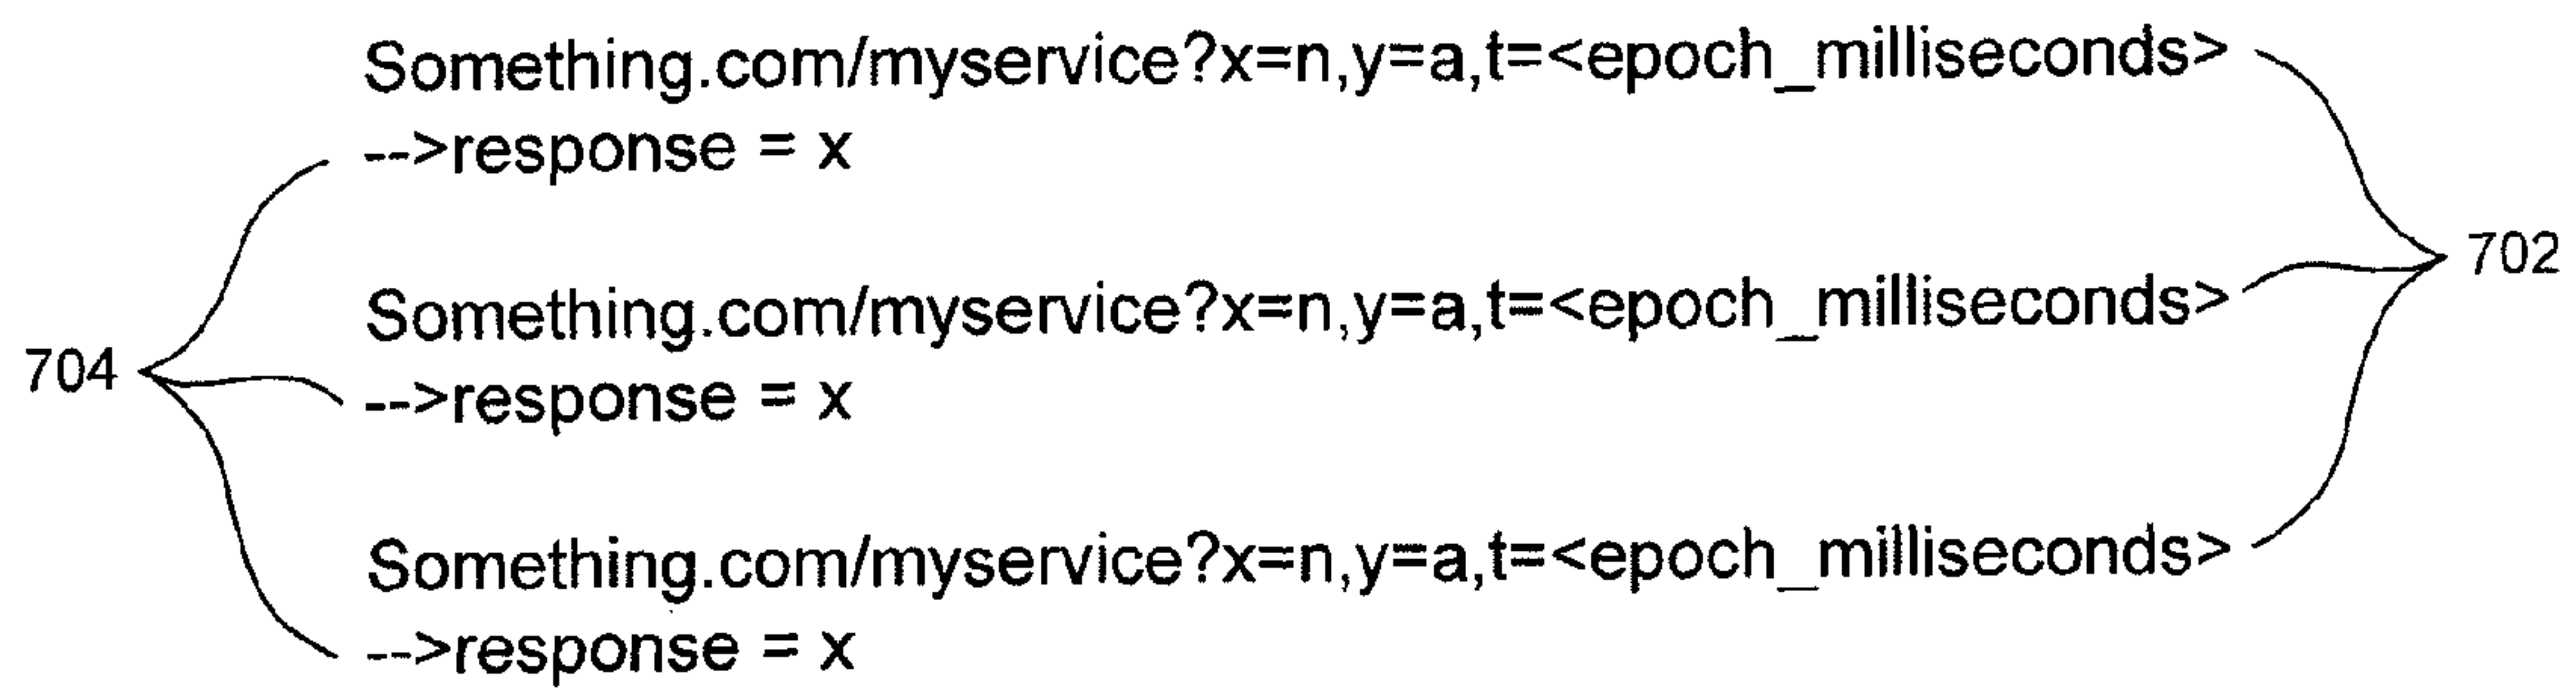 Something.com/myservice?x=n,y=a,t=<epoch_milliseconds>
-->response = x
702
Something.com/myservice?x=n,y=a,t=<epoch_milliseconds>
704
-->response = x
Something.com/myservice?x=n,y=a,t=<epoch_milliseconds>
-->response = x